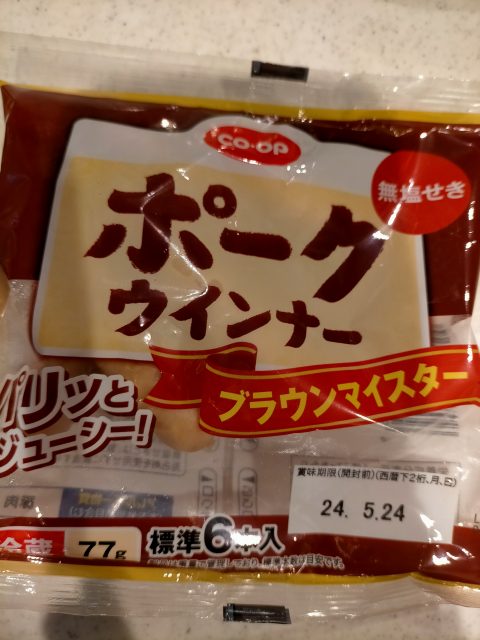 CO·OP
無塩せき
ポーク
ウインナー
ブラウンマイスター
パリッと
ジューシー!
賞味期限(開封前)(西暦下2桁、月、日)
24. 5.24
冷蔵
77g
標準6本入